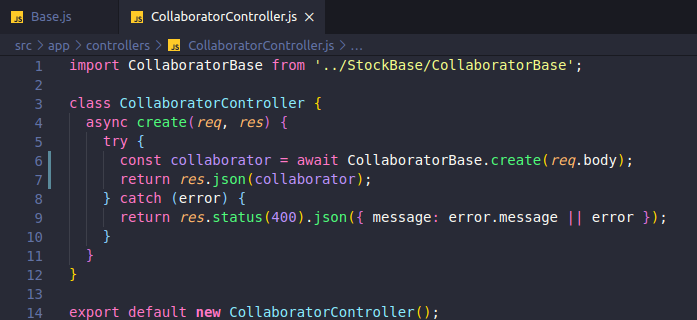 JS Base.js JS CollaboratorController.js ×
src > app > controllers > JS CollaboratorController.js > ...
1 import CollaboratorBase from '../StockBase/CollaboratorBase';
2
3 class CollaboratorController {
4 async create(req, res) {
5 try {
6 const collaborator = await CollaboratorBase.create(req.body);
7 return res.json(collaborator);
8 } catch (error) {
9 return res.status(400).json({ message: error.message || error });
10 }
11 }
12 }
13
14 export default new CollaboratorController();